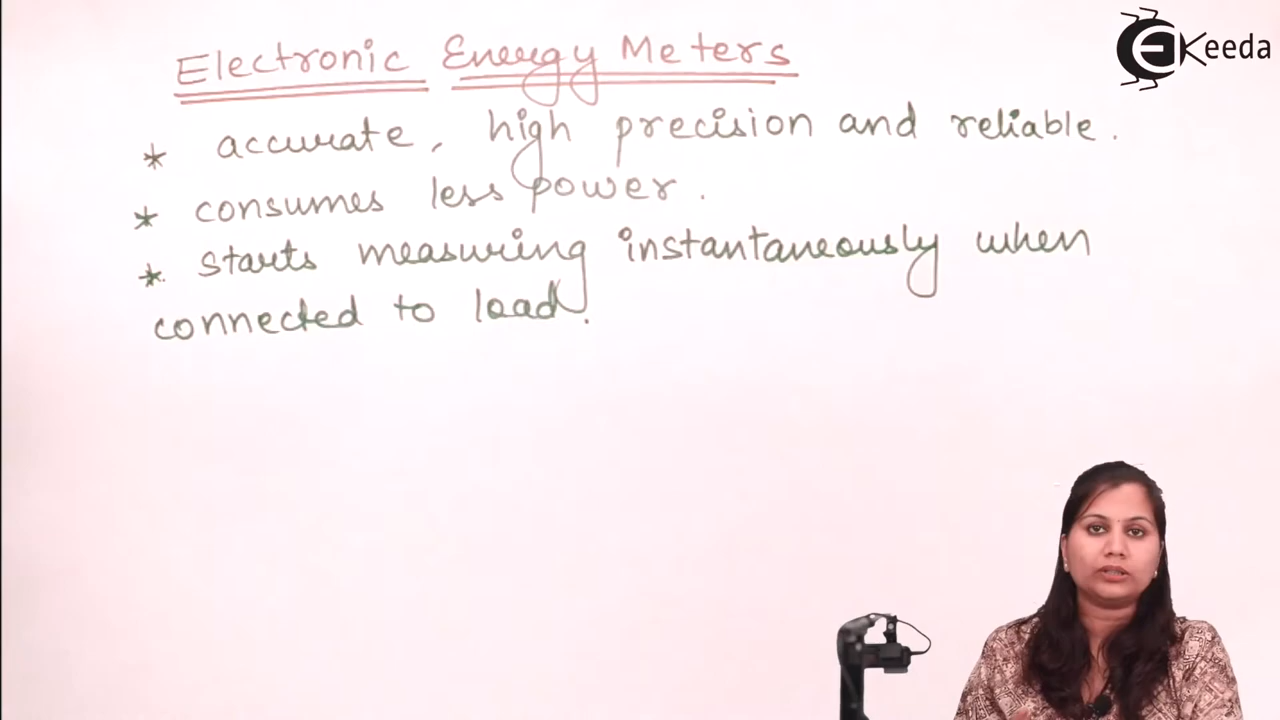 Electronic Energy Meters
* accurate, high precision and reliable.
* consumes less power.
* starts measuring instantaneously when
connected to load.
EKeeda